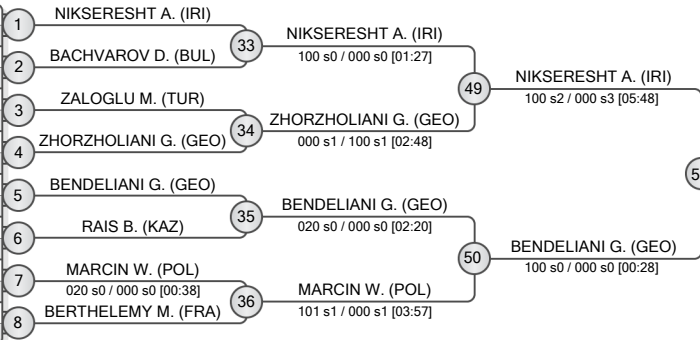 1
NIKSERESHT A. (IRI)
33
NIKSERESHT A. (IRI)
100 s0 / 000 s0 [01:27]
2
BACHVAROV D. (BUL)
49
NIKSERESHT A. (IRI)
100 s2 / 000 s3 [05:48]
3
ZALOGLU M. (TUR)
34
ZHORZHOLIANI G. (GEO)
000 s1 / 100 s1 [02:48]
4
ZHORZHOLIANI G. (GEO)
5
BENDELIANI G. (GEO)
35
BENDELIANI G. (GEO)
020 s0 / 000 s0 [02:20]
6
RAIS B. (KAZ)
50
BENDELIANI G. (GEO)
100 s0 / 000 s0 [00:28]
7
MARCIN W. (POL)
020 s0 / 000 s0 [00:38]
36
MARCIN W. (POL)
101 s1 / 000 s1 [03:57]
8
BERTHELEMY M. (FRA)